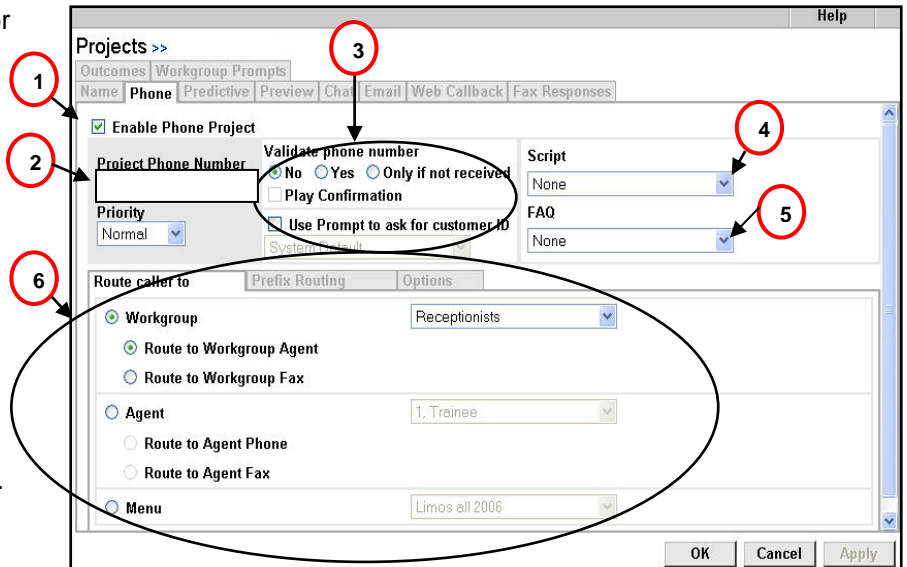 or
Help
Projects >>
3
Outcomes Workgroup Prompts
1
Name Phone Predictive Preview Chat Email Web Callback Fax Responses
Enable Phone Project
4
2
Project Phone Number
Validate phone number
No Yes Only if not received
Play Confirmation
Script
None
Priority
Normal
Use Prompt to ask for customer ID
System Default
FAQ
None
5
6
Route caller to Prefix Routing Options
Workgroup Receptionists
Route to Workgroup Agent
Route to Workgroup Fax
Agent 1, Trainee
Route to Agent Phone
Route to Agent Fax
.
Menu Limos all 2006
OK Cancel Apply